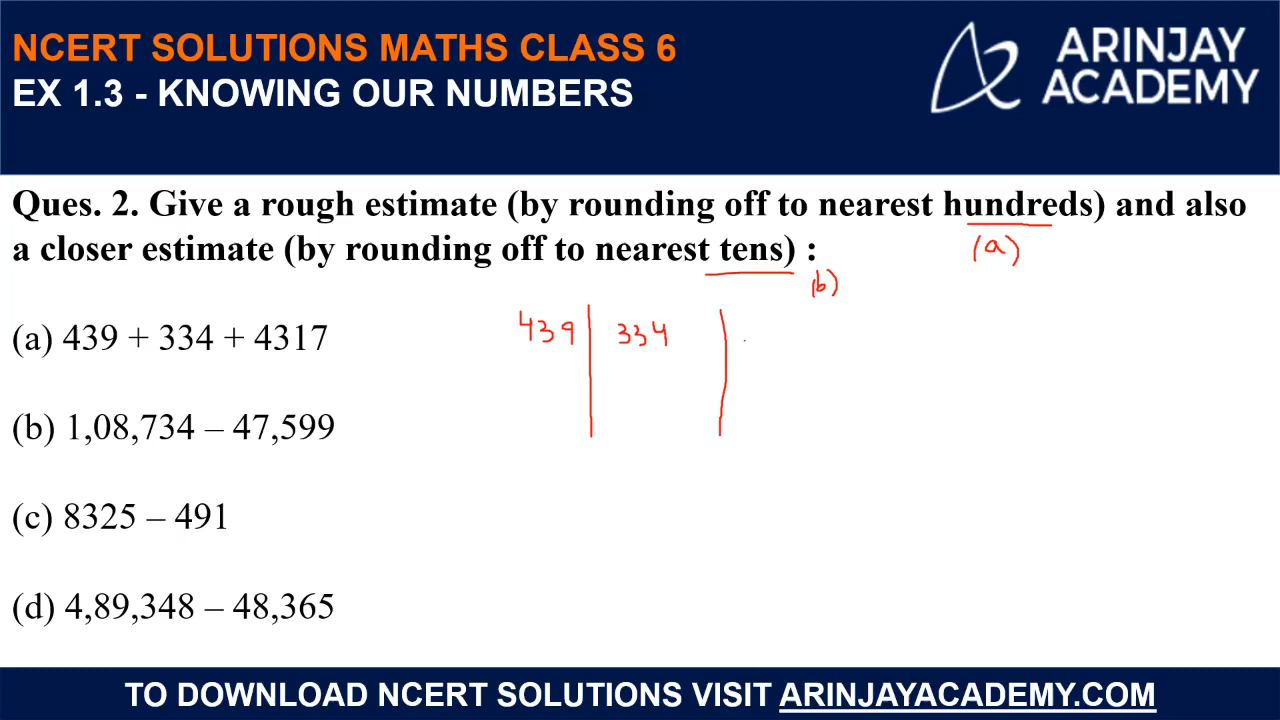 NCERT SOLUTIONS MATHS CLASS 6
EX 1.3 - KNOWING OUR NUMBERS
ARINJAY
ACADEMY
Ques. 2. Give a rough estimate (by rounding off to nearest hundreds) and also
a closer estimate (by rounding off to nearest tens) :
(a)
(b)
(a) 439 + 334 + 4317
439 334
(b) 1,08,734 – 47,599
(c) 8325 – 491
(d) 4,89,348 – 48,365
TO DOWNLOAD NCERT SOLUTIONS VISIT ARINJAYACADEMY.COM